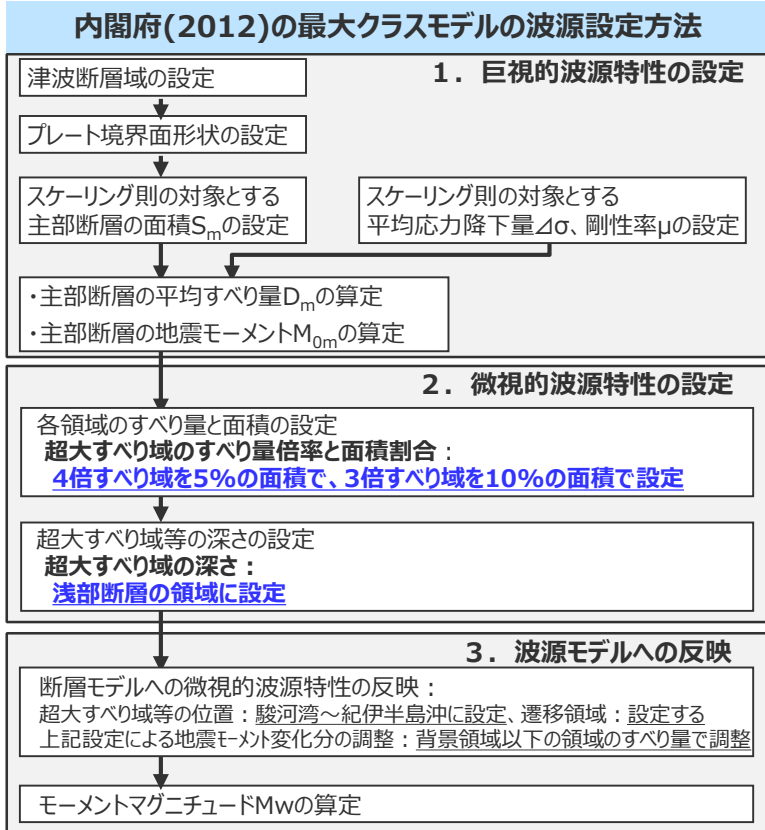 内閣府(2012)の最大クラスモデルの波源設定方法
1．巨視的波源特性の設定
津波断層域の設定
プレート境界面形状の設定
スケーリング則の対象とする
主部断層の面積Smの設定
スケーリング則の対象とする
平均応力降下量⊿σ、剛性率μの設定
・主部断層の平均すべり量Dmの算定
・主部断層の地震モーメントM0mの算定
2．微視的波源特性の設定
各領域のすべり量と面積の設定
超大すべり域のすべり量倍率と面積割合：
4倍すべり域を5%の面積で、3倍すべり域を10%の面積で設定
超大すべり域等の深さの設定
超大すべり域の深さ：
浅部断層の領域に設定
3．波源モデルへの反映
断層モデルへの微視的波源特性の反映：
超大すべり域等の位置：駿河湾～紀伊半島沖に設定、遷移領域：設定する
上記設定による地震ﾓｰﾒﾝﾄ変化分の調整：背景領域以下の領域のすべり量で調整
モーメントマグニチュードMwの算定